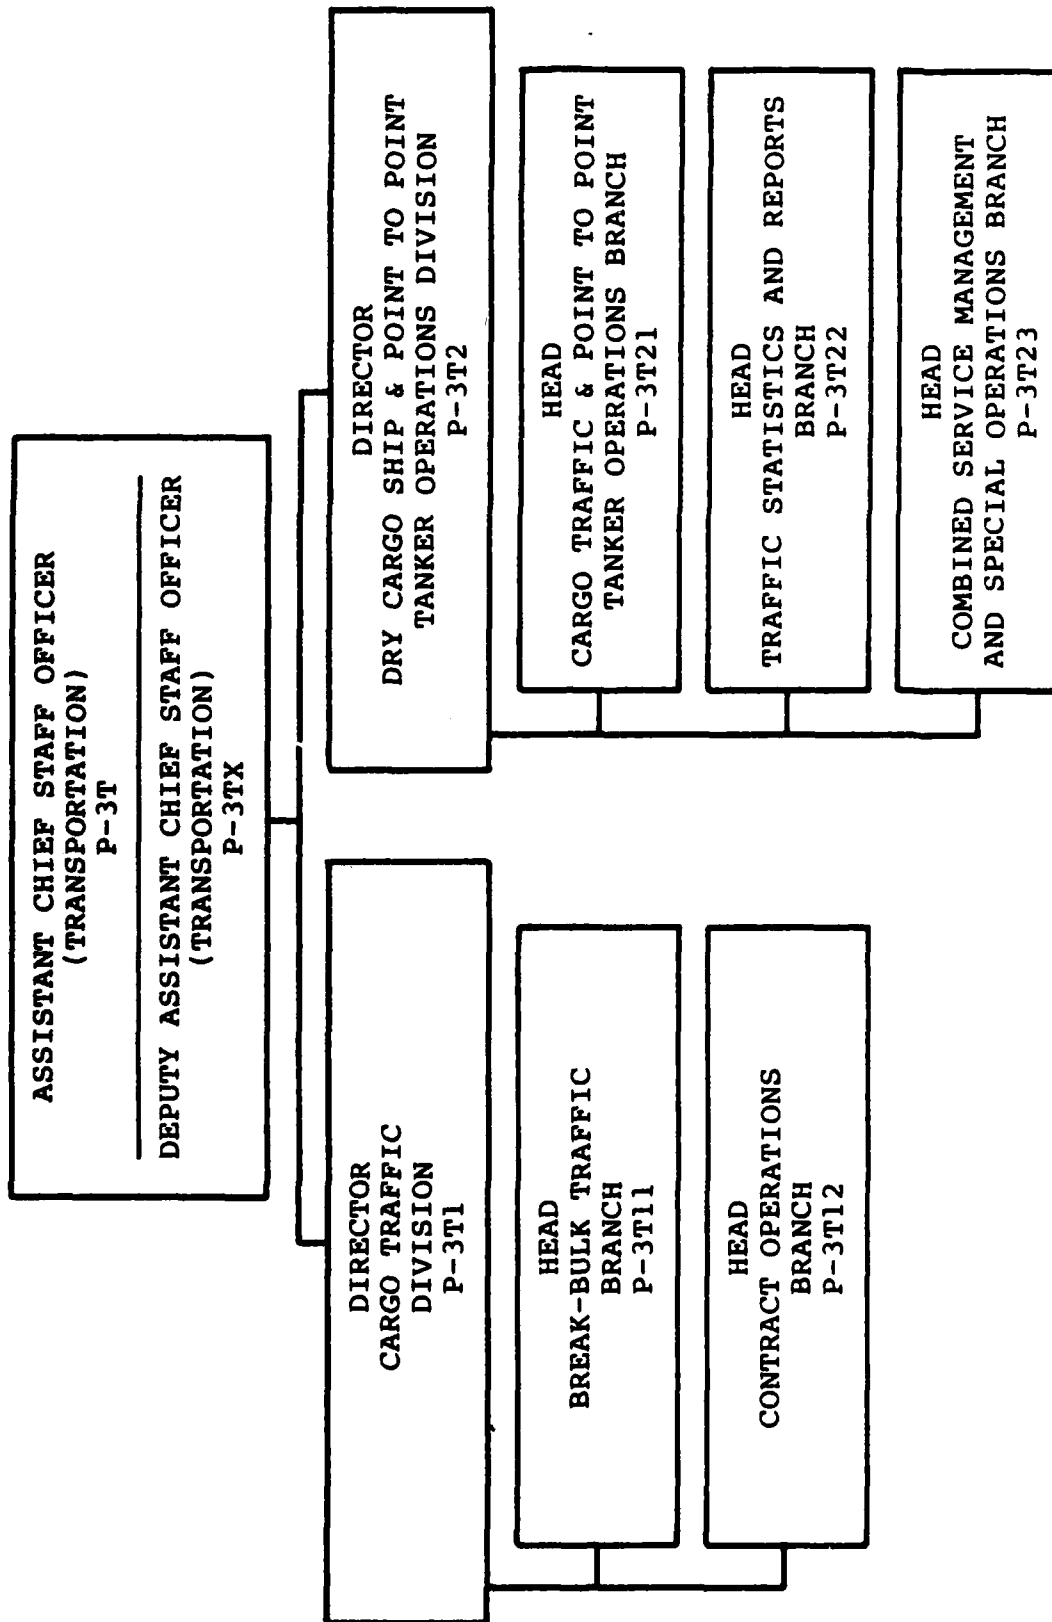 ASSISTANT CHIEF STAFF OFFICER
(TRANSPORTATION)
P-3T
DEPUTY ASSISTANT CHIEF STAFF OFFICER
(TRANSPORTATION)
P-3TX
DIRECTOR
CARGO TRAFFIC
DIVISION
P-3T1
HEAD
BREAK-BULK TRAFFIC
BRANCH
P-3T11
HEAD
CONTRACT OPERATIONS
BRANCH
P-3T12
DIRECTOR
DRY CARGO SHIP & POINT TO POINT
TANKER OPERATIONS DIVISION
P-3T2
HEAD
CARGO TRAFFIC & POINT TO POINT
TANKER OPERATIONS BRANCH
P-3T21
HEAD
TRAFFIC STATISTICS AND REPORTS
BRANCH
P-3T22
HEAD
COMBINED SERVICE MANAGEMENT
AND SPECIAL OPERATIONS BRANCH
P-3T23